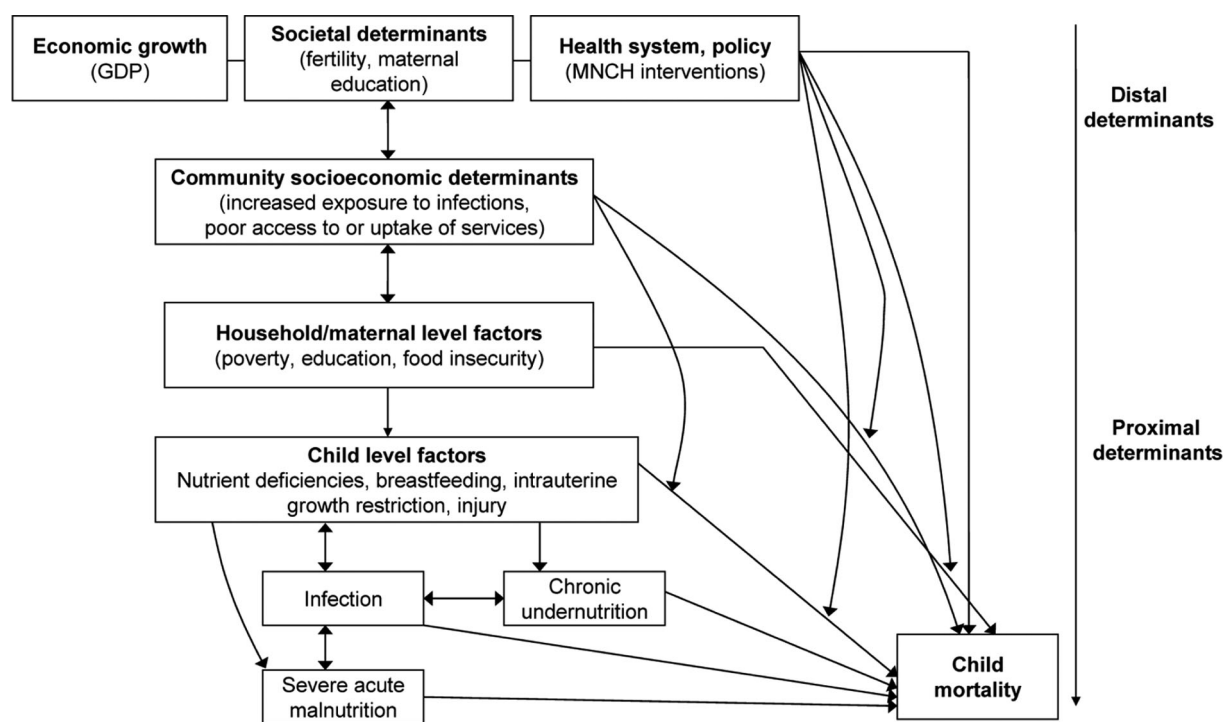 Economic growth
(GDP)
Societal determinants
(fertility, maternal
education)
Health system, policy
(MNCH interventions)
Distal
determinants
Community socioeconomic determinants
(increased exposure to infections,
poor access to or uptake of services)
Household/maternal level factors
(poverty, education, food insecurity)
Proximal
determinants
Child level factors
Nutrient deficiencies, breastfeeding, intrauterine
growth restriction, injury
Infection
Chronic
undernutrition
Severe acute
malnutrition
Child
mortality